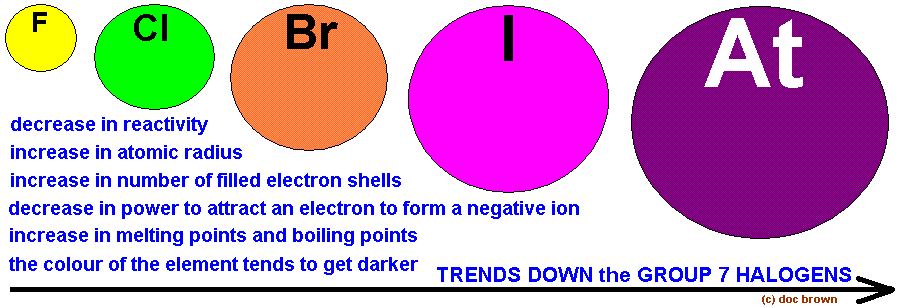 F Cl Br I At
decrease in reactivity
increase in atomic radius
increase in number of filled electron shells
decrease in power to attract an electron to form a negative ion
increase in melting points and boiling points
the colour of the element tends to get darker
TRENDS DOWN the GROUP 7 HALOGENS
(c) doc brown